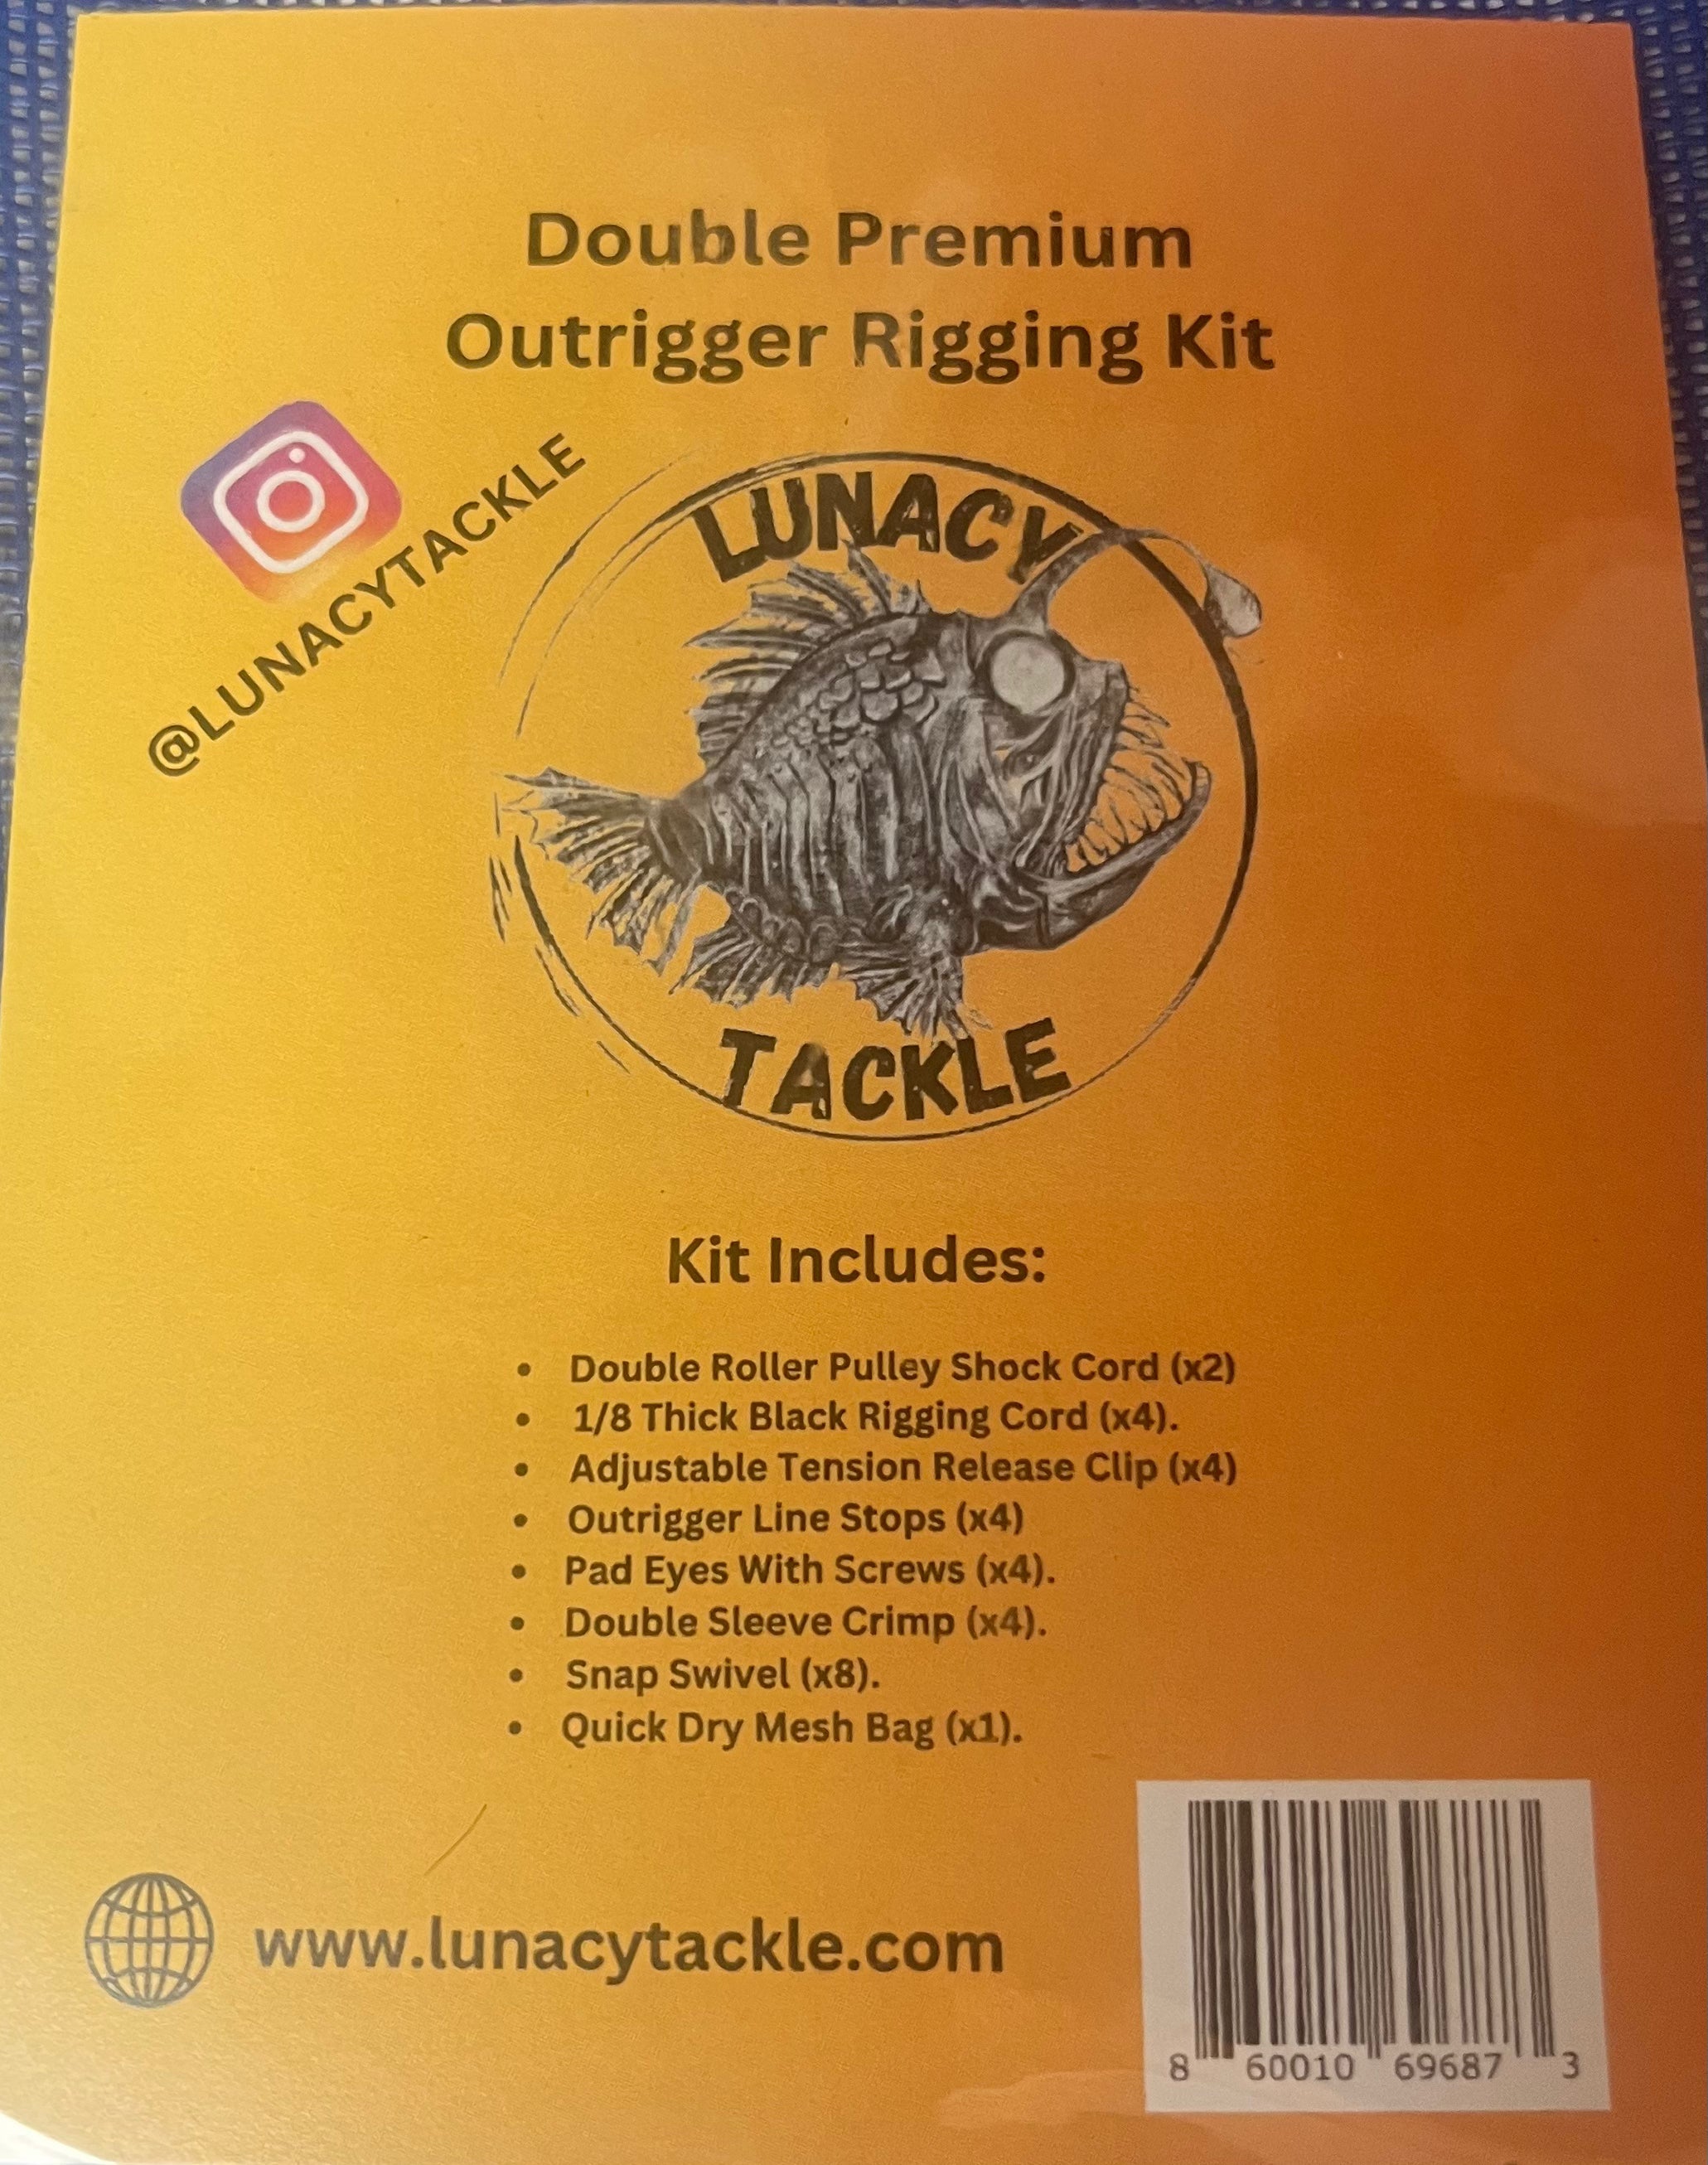 Double Premium
Outrigger Rigging Kit
@LUNACYTACKLE
LUNACY
TACKLE
Kit Includes:
• Double Roller Pulley Shock Cord (x2)
• 1/8 Thick Black Rigging Cord (x4).
• Adjustable Tension Release Clip (x4)
• Outrigger Line Stops (x4)
• Pad Eyes With Screws (x4).
• Double Sleeve Crimp (x4).
• Snap Swivel (x8).
• Quick Dry Mesh Bag (x1).
www.lunacytackle.com
8 60010 69687 3